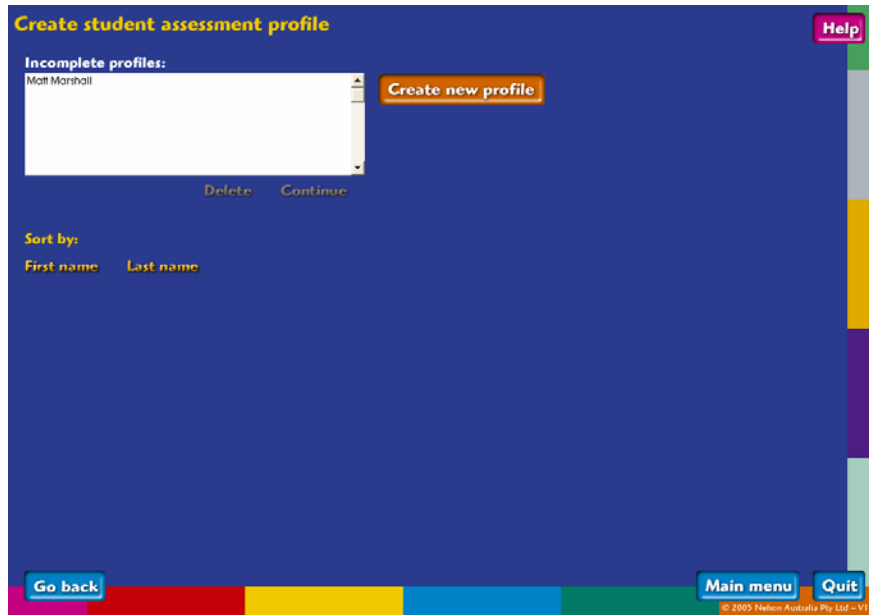 Create student assessment profile
Help
Incomplete profiles:
Matt Marshall
Create new profile
Delete Continue
Sort by:
First name Last name
Go back
Main menu
Quit
© 2005 Nelson Australia Pty Ltd – V1